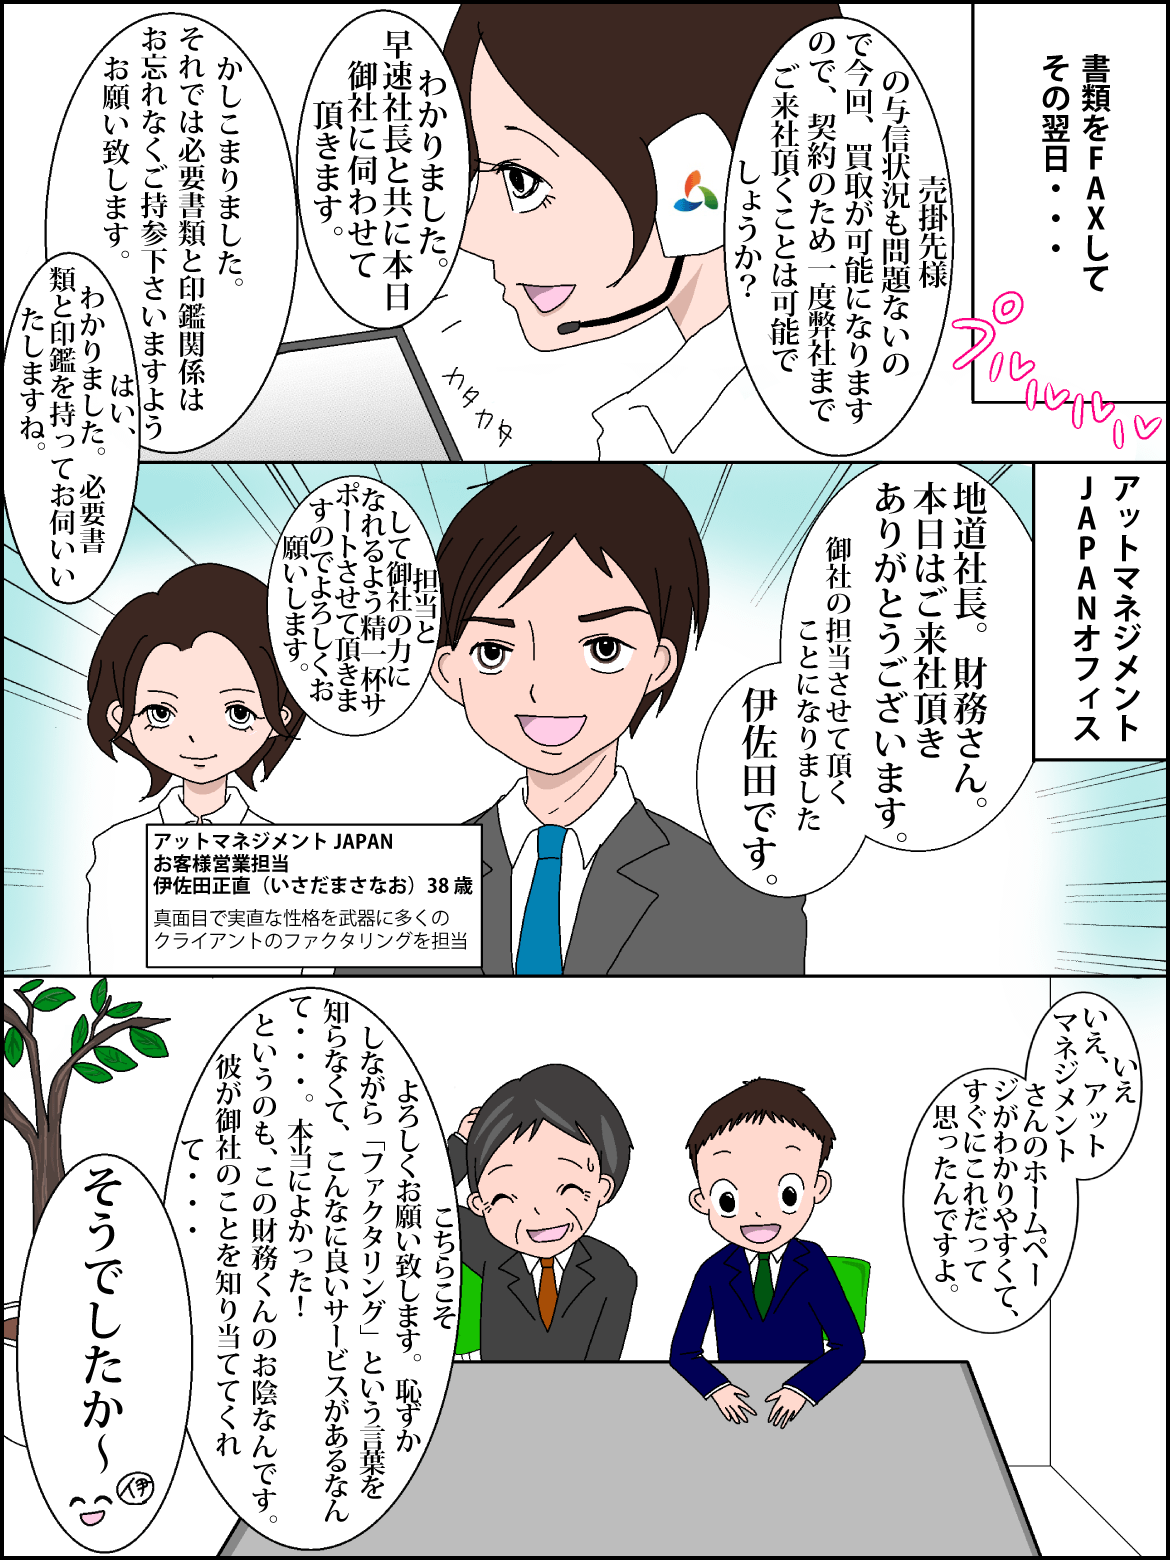 書類をFAXして
その翌日・・・
プルルルルル
売掛先様
の与信状況も問題ないの
で今回、買取が可能になります
ので、契約のため一度弊社まで
ご来社頂くことは可能で
しょうか？
カタカタ
わかりました。
早速社長と共に本日
御社に伺わせて
頂きます。
かしこまりました。
それでは必要書類と印鑑関係は
お忘れなくご持参下さいますよう
お願い致します。
はい、
わかりました。必要書
類と印鑑を持ってお伺いい
たしますね。
アットマネジメント
JAPANオフィス
地道社長。財務さん。
本日はご来社頂き
ありがとうございます。
御社の担当させて頂く
ことになりました
伊佐田です。
担当と
して御社の力に
なれるよう精一杯サ
ポートさせて頂きま
すのでよろしくお
願いします。
アットマネジメント JAPAN
お客様営業担当
伊佐田正直（いさだまさなお）38 歳
真面目で実直な性格を武器に多くの
クライアントのファクタリングを担当
いえ
いえ、アット
マネジメント
さんのホームペー
ジがわかりやすくて、
すぐにこれだって
思ったんですよ。
こちらこそ
よろしくお願い致します。恥ずか
しながら「ファクタリング」という言葉を
知らなくて、こんなに良いサービスがあるなん
て・・・。本当によかった！
というのも、この財務くんのお陰なんです。
彼が御社のことを知り当ててくれ
て・・・
そうでしたか～
伊